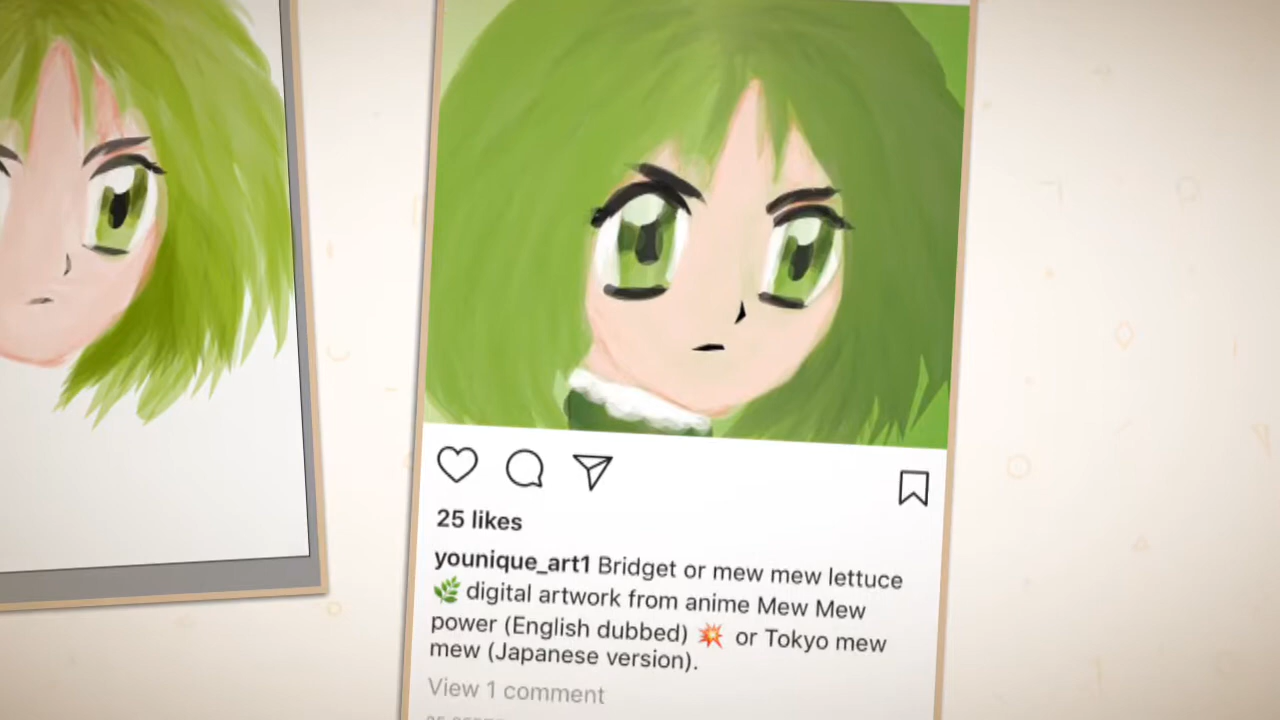 25 likes
younique_art1 Bridget or mew mew lettuce
🌿 digital artwork from anime Mew Mew
power (English dubbed) 💥 or Tokyo mew
mew (Japanese version).
View 1 comment